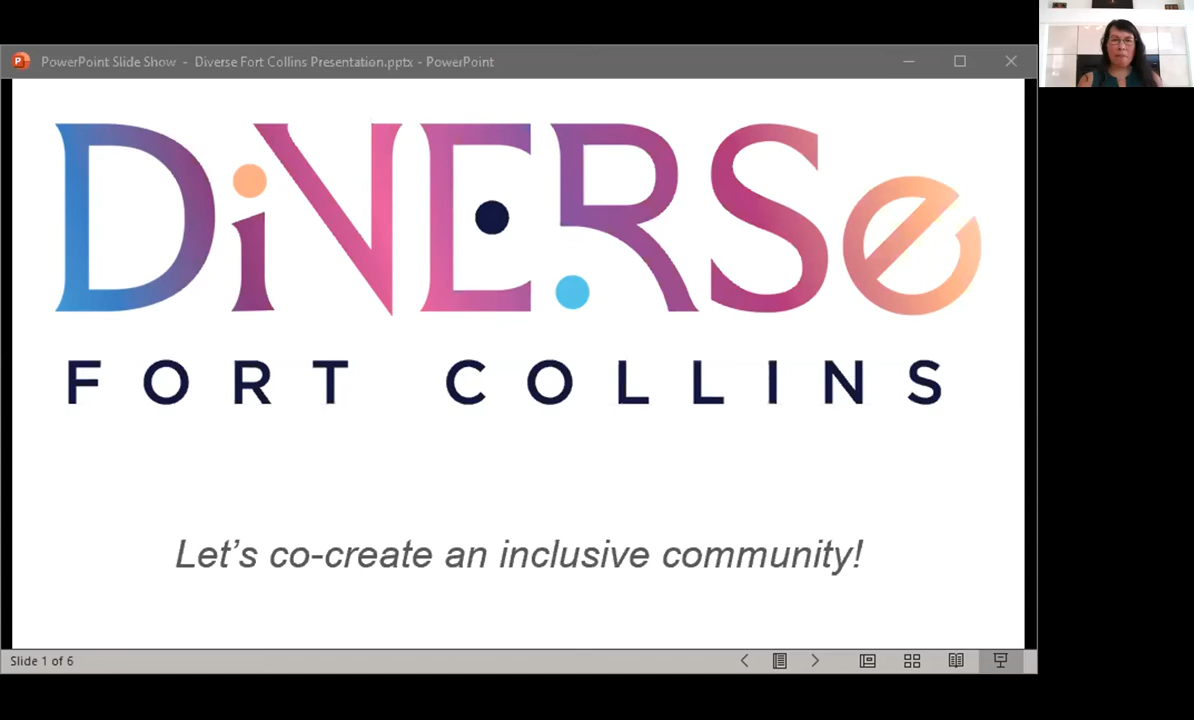 PowerPoint Slide Show - Diverse Fort Collins Presentation.pptx - PowerPoint
DiVERSe
FORT COLLINS
Let's co-create an inclusive community!
Slide 1 of 6